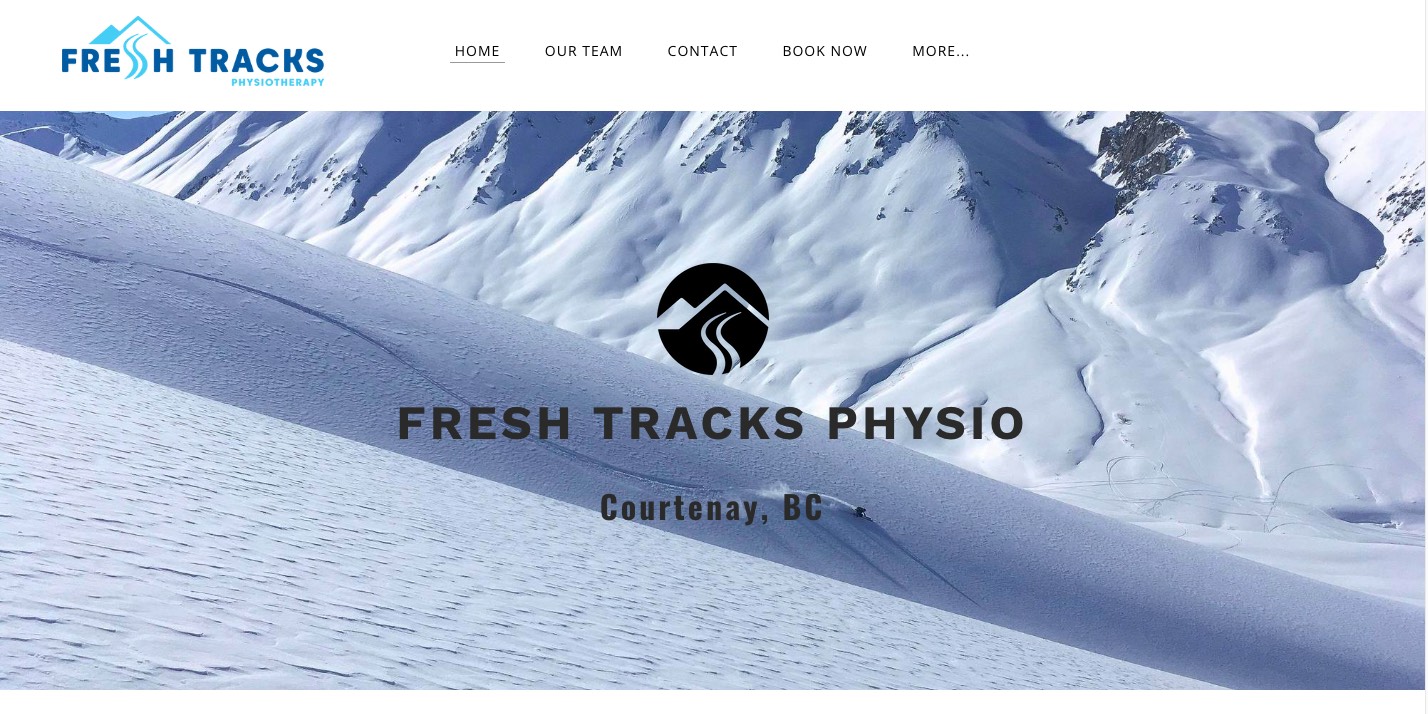 FRESH TRACKS
PHYSIOTHERAPY
HOME
OUR TEAM
CONTACT
BOOK NOW
MORE...
FRESH TRACKS PHYSIO
Courtenay, BC